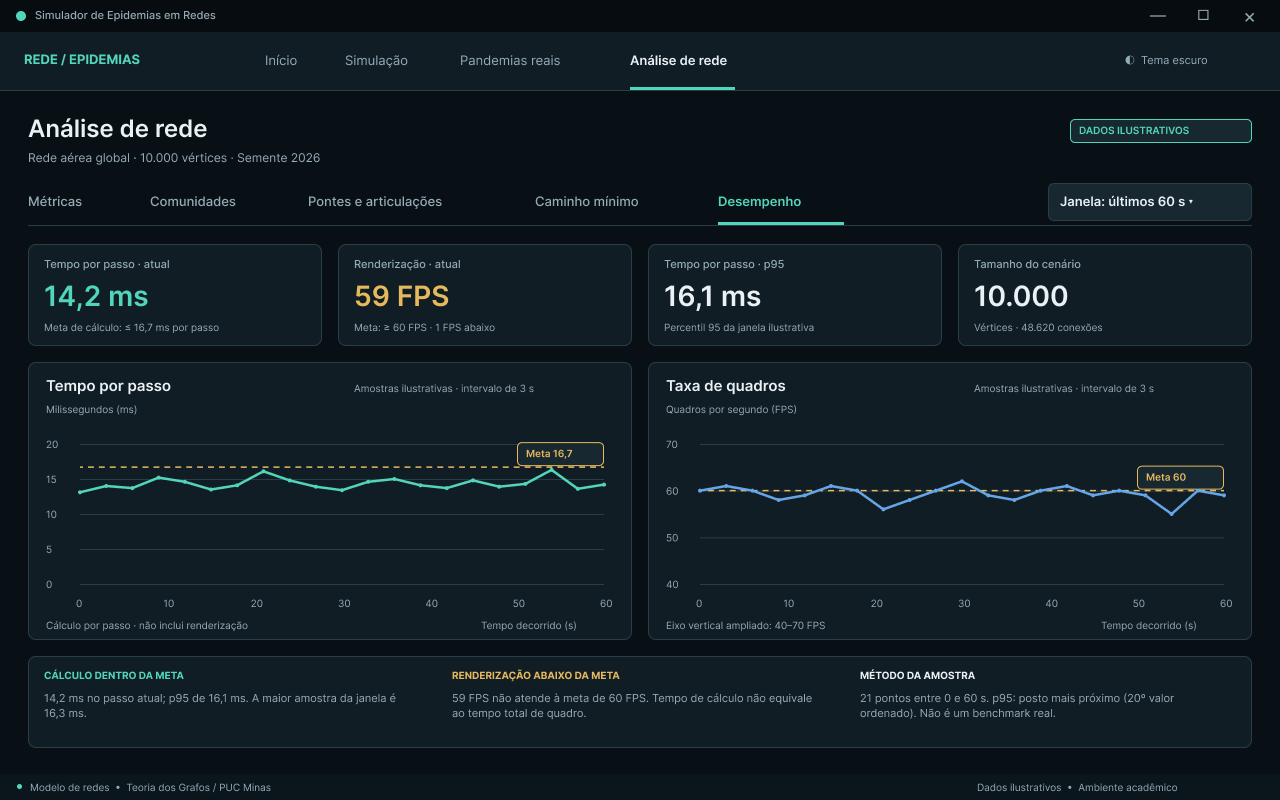 Simulador de Epidemias em Redes
REDE / EPIDEMIAS
Início
Simulação
Pandemias reais
Análise de rede
Tema escuro
Análise de rede
DADOS ILUSTRATIVOS
Rede aérea global · 10.000 vértices · Semente 2026
Métricas
Comunidades
Pontes e articulações
Caminho mínimo
Desempenho
Janela: últimos 60 s ▾
Tempo por passo · atual
14,2 ms
Meta de cálculo: ≤ 16,7 ms por passo
Renderização · atual
59 FPS
Meta: ≥ 60 FPS · 1 FPS abaixo
Tempo por passo · p95
16,1 ms
Percentil 95 da janela ilustrativa
Tamanho do cenário
10.000
Vértices · 48.620 conexões
Tempo por passo
Amostras ilustrativas · intervalo de 3 s
Milissegundos (ms)
20
Meta 16,7
15
10
5
0
0 10 20 30 40 50 60
Cálculo por passo · não inclui renderização
Tempo decorrido (s)
Taxa de quadros
Amostras ilustrativas · intervalo de 3 s
Quadros por segundo (FPS)
70
Meta 60
60
50
40
0 10 20 30 40 50 60
Eixo vertical ampliado: 40–70 FPS
Tempo decorrido (s)
CÁLCULO DENTRO DA META
14,2 ms no passo atual; p95 de 16,1 ms. A maior amostra da janela é
16,3 ms.
RENDERIZAÇÃO ABAIXO DA META
59 FPS não atende à meta de 60 FPS. Tempo de cálculo não equivale
ao tempo total de quadro.
MÉTODO DA AMOSTRA
21 pontos entre 0 e 60 s. p95: posto mais próximo (20º valor
ordenado). Não é um benchmark real.
Modelo de redes • Teoria dos Grafos / PUC Minas
Dados ilustrativos • Ambiente acadêmico